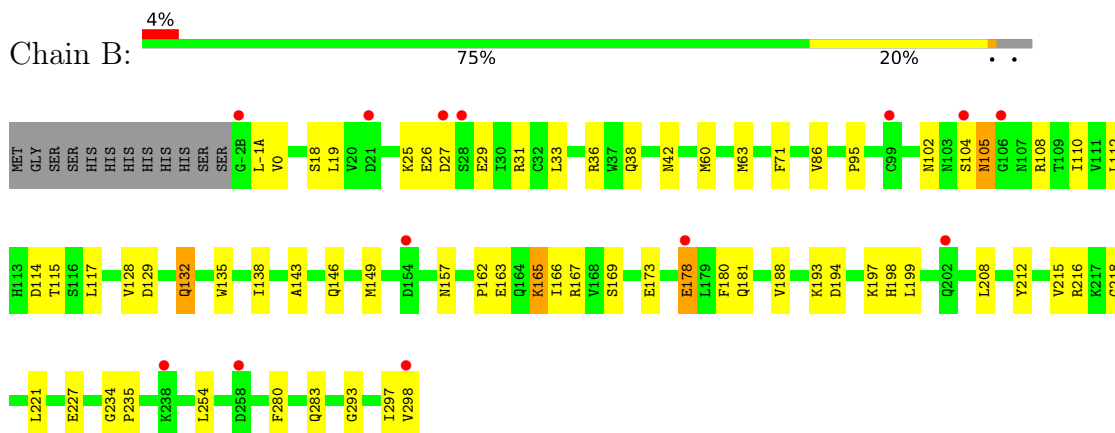 4%
Chain B:
75% 20% • •
MET GLY SER SER HIS HIS HIS HIS HIS HIS SER SER G-2B L-1A V0 S18 L19 V20 D21 K25 E26 D27 S28 E29 I30 R31 C32 L33 R36 W37 Q38 N42 M60 M63 F71 V86 P95 C99 N102 N103 S104 N105 G106 N107 R108 T109 I110 V111 L112
H113 D114 T115 S116 L117 V128 D129 Q132 W135 I138 A143 Q146 M149 D154 N157 P162 E163 Q164 K165 I166 R167 V168 S169 E173 E178 L179 F180 Q181 V188 K193 D194 K197 H198 L199 Q202 L208 Y212 V215 R216 K217
L221 E227 G234 P235 K238 L254 D258 F280 Q283 G293 I297 V298